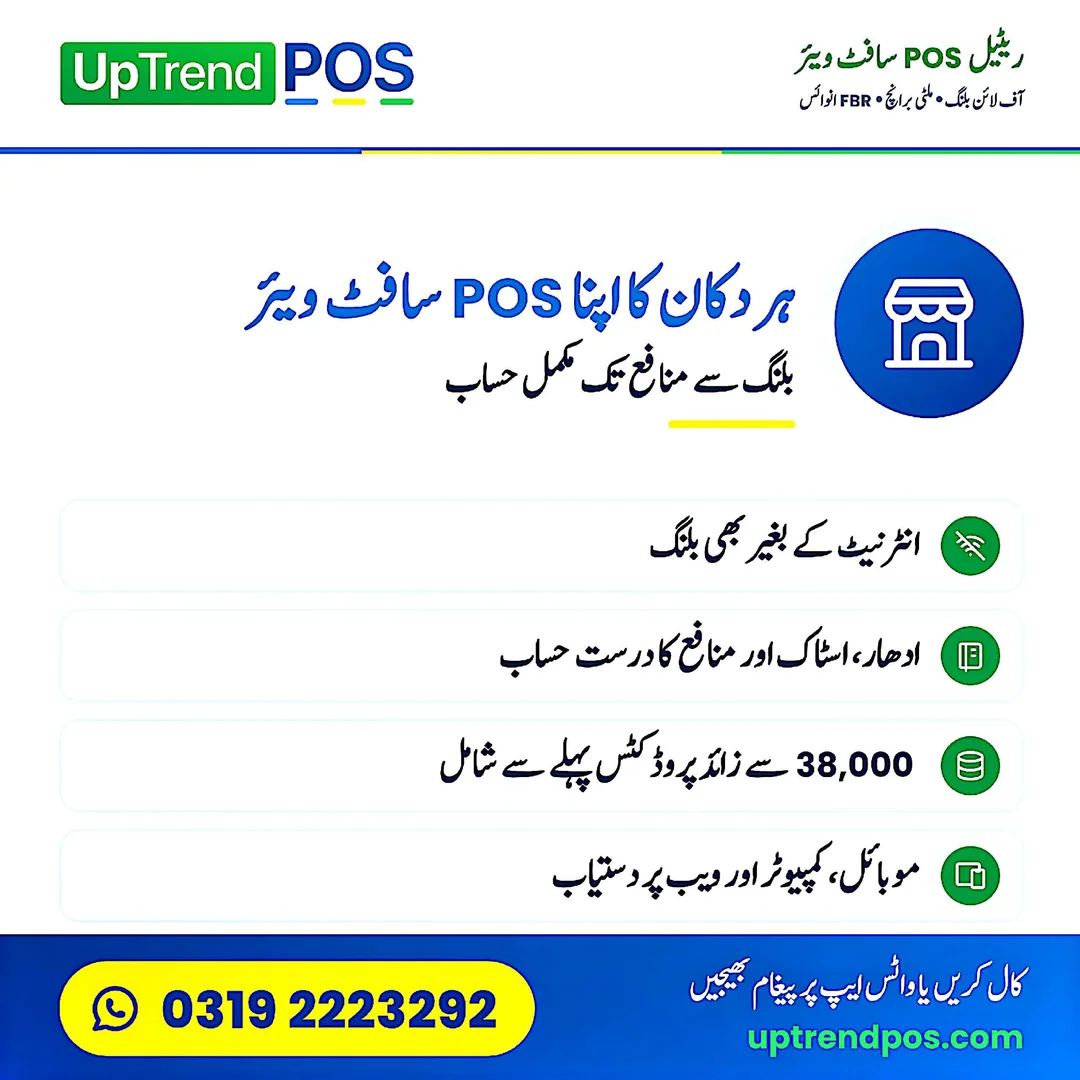 UpTrend POS
ریٹیل POS سافٹ ویئر
آف لائن بلنگ • ملٹی برانچ • FBR انوائس
ہر دکان کا اپنا POS سافٹ ویئر
بلنگ سے منافع تک مکمل حساب
انٹرنیٹ کے بغیر بھی بلنگ
ادھار، اسٹاک اور منافع کا درست حساب
38,000 سے زائد پروڈکٹس پہلے سے شامل
موبائل، کمپیوٹر اور ویب پر دستیاب
کال کریں یا واٹس ایپ پر پیغام بھیجیں
0319 2223292
uptrendpos.com